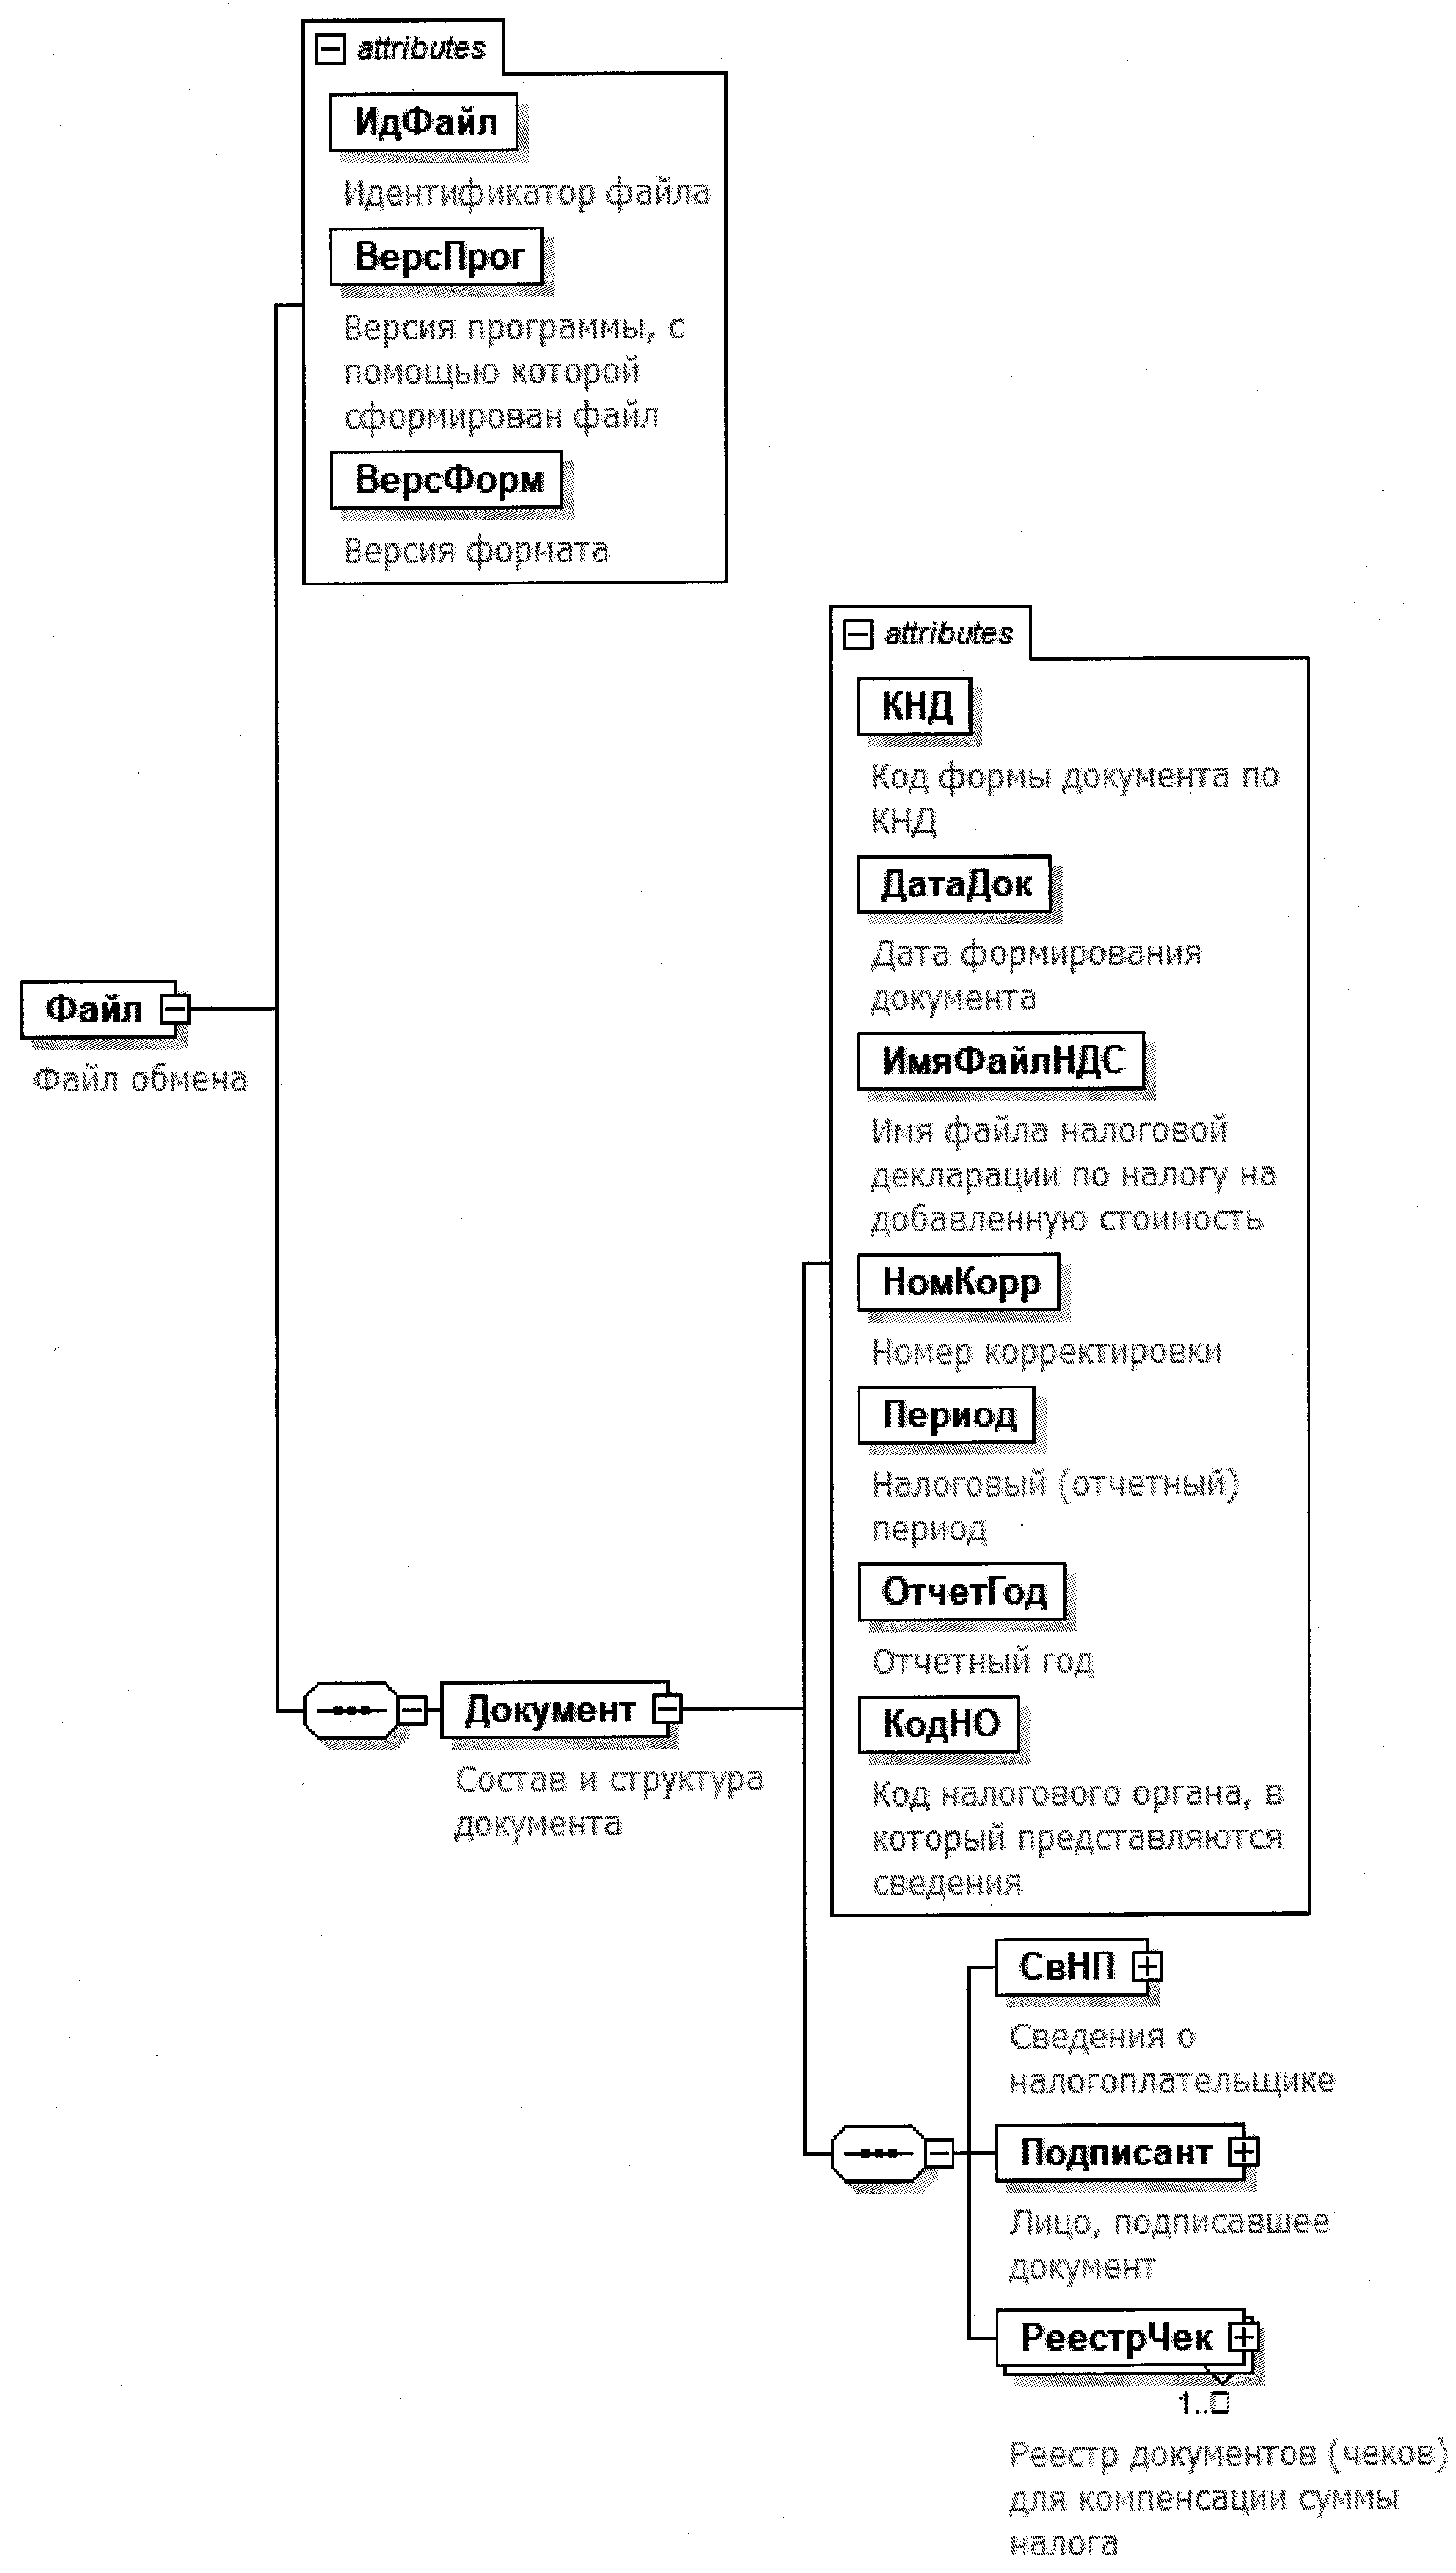 attributes
ИдФайл
Идентификатор файла
ВерсПрог
Версия программы, с
помощью которой
сформирован файл
ВерсФорм
Версия формата
Файл
Файл обмена
Документ
Состав и структура
документа
attributes
КНД
Код формы документа по
КНД
ДатаДок
Дата формирования
документа
ИмяФайлНДС
Имя файла налоговой
декларации по налогу на
добавленную стоимость
НомКорр
Номер корректировки
Период
Налоговый (отчетный)
период
ОтчетГод
Отчетный год
КодНО
Код налогового органа, в
который представляются
сведения
СвНП
Сведения о
налогоплательщике
Подписант
Лицо, подписавшее
документ
РеестрЧек
1..□
Реестр документов (чеков)
для компенсации суммы
налога